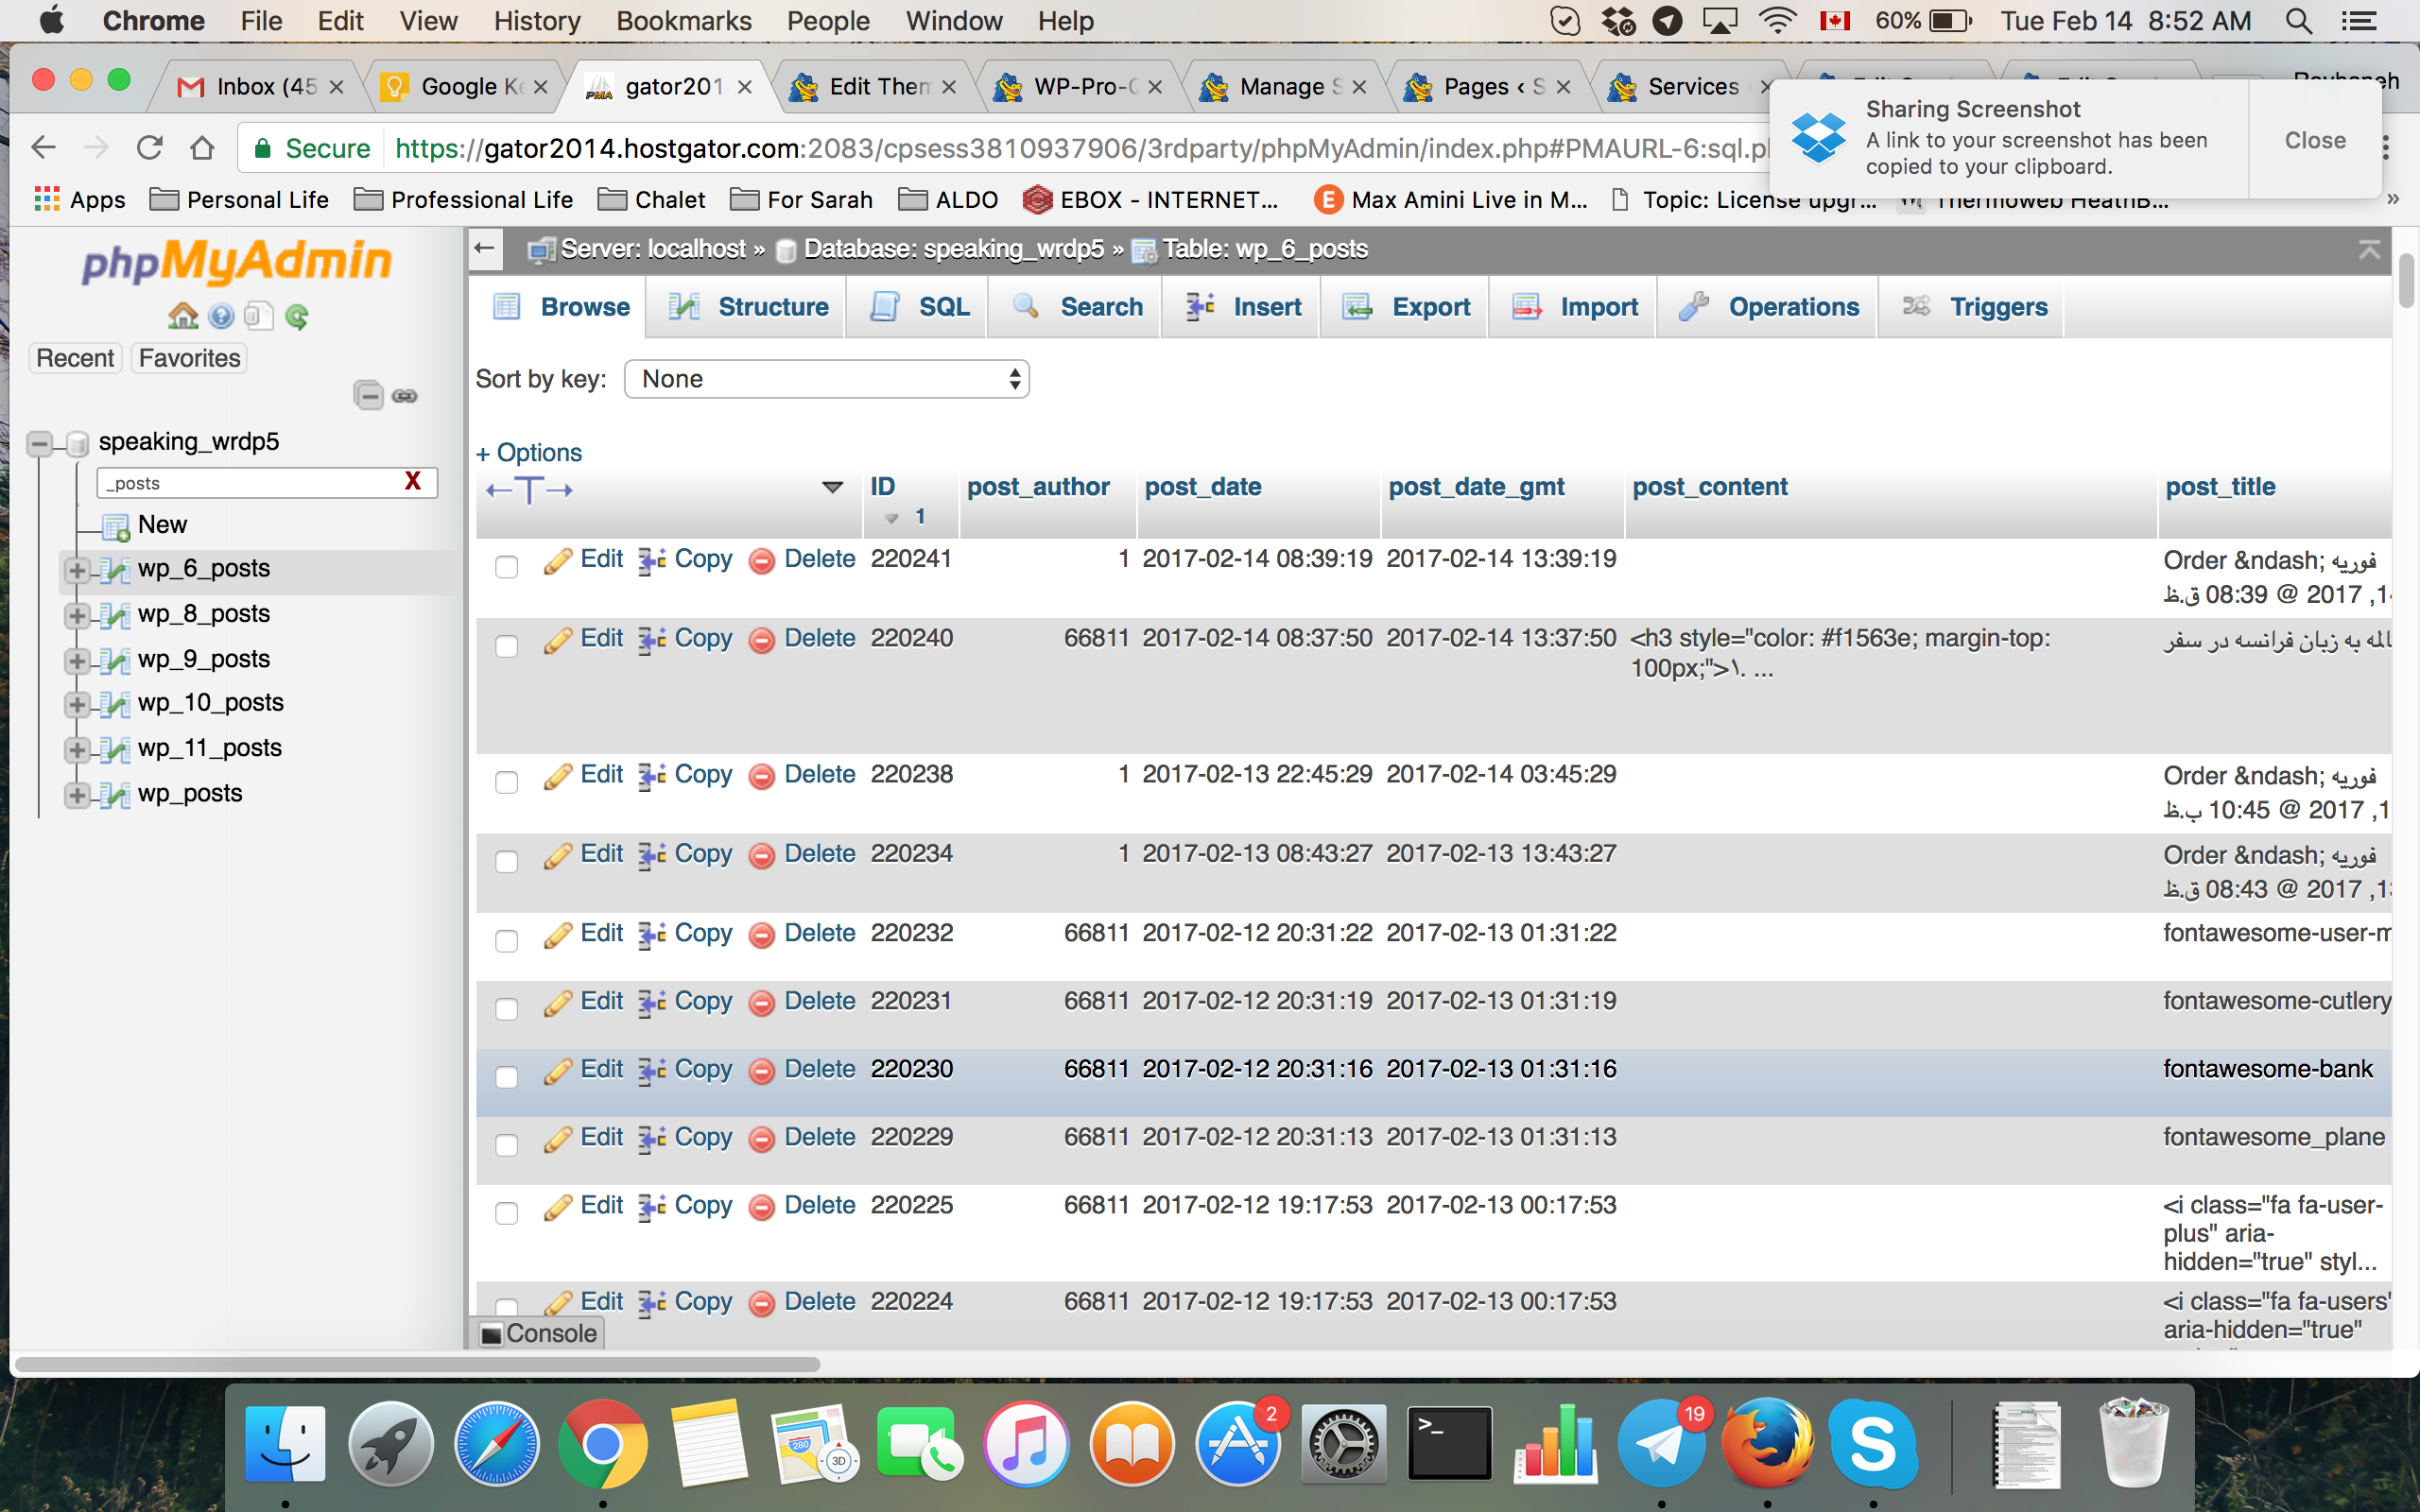 Chrome File Edit View History Bookmarks People Window Help 60% Tue Feb 14 8:52 AM
Inbox (45 Google Ke gator201 Edit Them WP-Pro- Manage S Pages ‹ S Services
Sharing Screenshot
A link to your screenshot has been
copied to your clipboard.
Close
Secure https://gator2014.hostgator.com:2083/cpsess3810937906/3rdparty/phpMyAdmin/index.php#PMAURL-6:sql.p
Apps Personal Life Professional Life Chalet For Sarah ALDO EBOX - INTERNET... Max Amini Live in M... Topic: License upgr... Thermoweb HeatnB...
phpMyAdmin
Recent Favorites
speaking_wrdp5
_posts X
New
wp_6_posts
wp_8_posts
wp_9_posts
wp_10_posts
wp_11_posts
wp_posts
Server: localhost » Database: speaking_wrdp5 » Table: wp_6_posts
Browse Structure SQL Search Insert Export Import Operations Triggers
Sort by key: None
+ Options
ID 1 post_author post_date post_date_gmt post_content post_title
Edit Copy Delete 220241 1 2017-02-14 08:39:19 2017-02-14 13:39:19 Order &ndash; فوریه
14, 2017 @ 08:39 ق.ظ
Edit Copy Delete 220240 66811 2017-02-14 08:37:50 2017-02-14 13:37:50 <h3 style="color: #f1563e; margin-top: به زبان فرانسه در سفر
100px;">۱. ...
Edit Copy Delete 220238 1 2017-02-13 22:45:29 2017-02-14 03:45:29 Order &ndash; فوریه
, 2017 @ 10:45 ب.ظ
Edit Copy Delete 220234 1 2017-02-13 08:43:27 2017-02-13 13:43:27 Order &ndash; فوریه
13, 2017 @ 08:43 ق.ظ
Edit Copy Delete 220232 66811 2017-02-12 20:31:22 2017-02-13 01:31:22 fontawesome-user-m
Edit Copy Delete 220231 66811 2017-02-12 20:31:19 2017-02-13 01:31:19 fontawesome-cutlery
Edit Copy Delete 220230 66811 2017-02-12 20:31:16 2017-02-13 01:31:16 fontawesome-bank
Edit Copy Delete 220229 66811 2017-02-12 20:31:13 2017-02-13 01:31:13 fontawesome_plane
Edit Copy Delete 220225 66811 2017-02-12 19:17:53 2017-02-13 00:17:53 <i class="fa fa-user-
plus" aria-
hidden="true" styl...
Edit Copy Delete 220224 66811 2017-02-12 19:17:53 2017-02-13 00:17:53 <i class="fa fa-users"
aria-hidden="true"
Console
280 3D 2 >_ 19 S